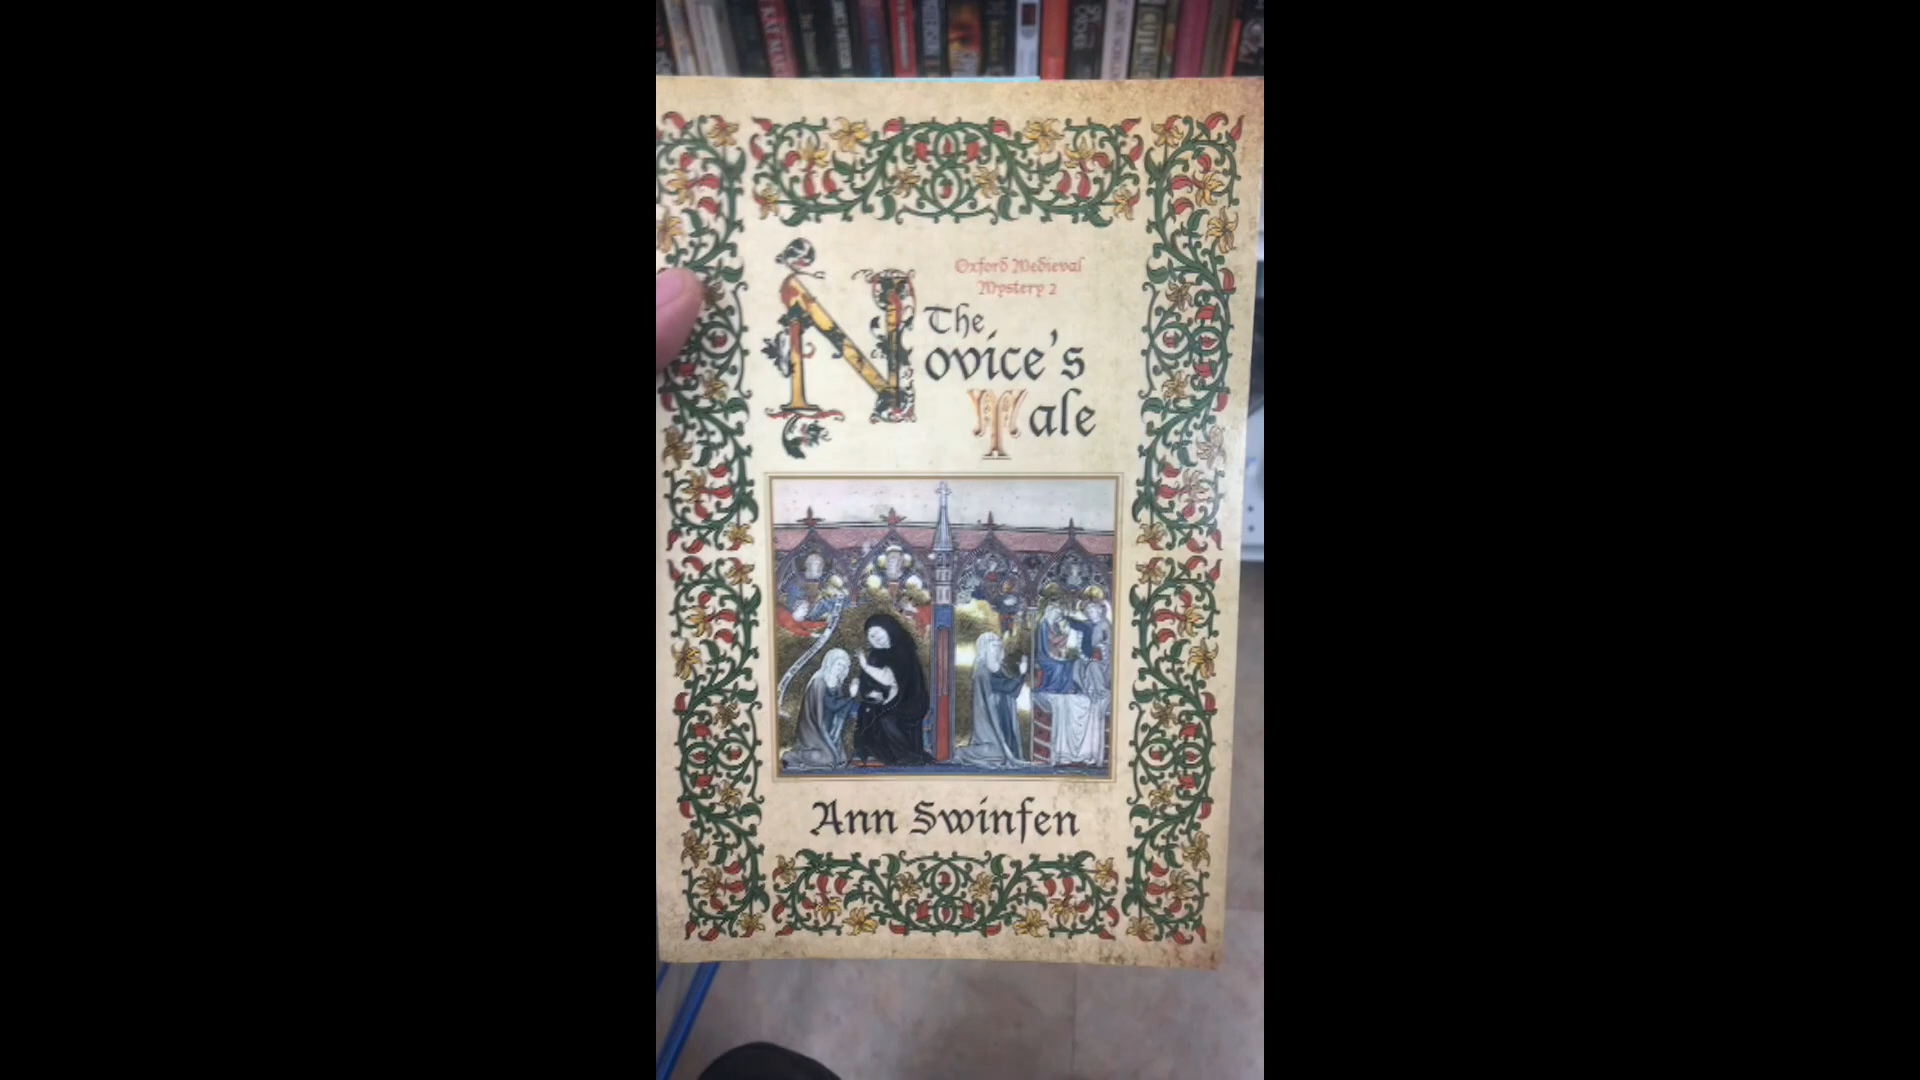 Oxford Medieval
Mystery 2
The
Novice's
Tale
Ann Swinfen